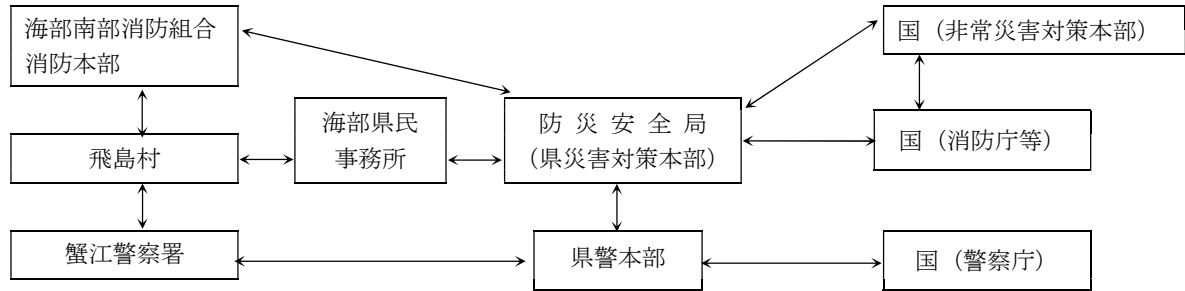 海部南部消防組合
消防本部
国（非常災害対策本部）
海部県民
事務所
防災安全局
（県災害対策本部）
国（消防庁等）
飛島村
蟹江警察署
県警本部
国（警察庁）